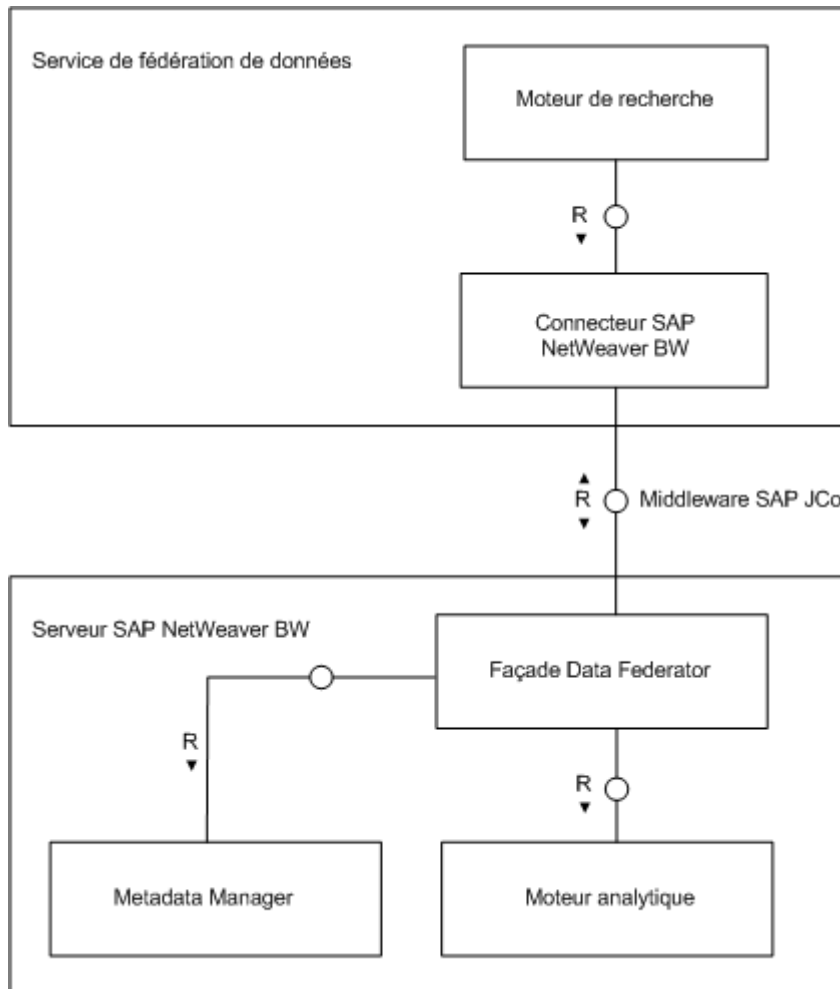 Service de fédération de données
Moteur de recherche
R
Connecteur SAP
NetWeaver BW
R
Middleware SAP JCo
Serveur SAP NetWeaver BW
Façade Data Federator
R
R
Metadata Manager
Moteur analytique